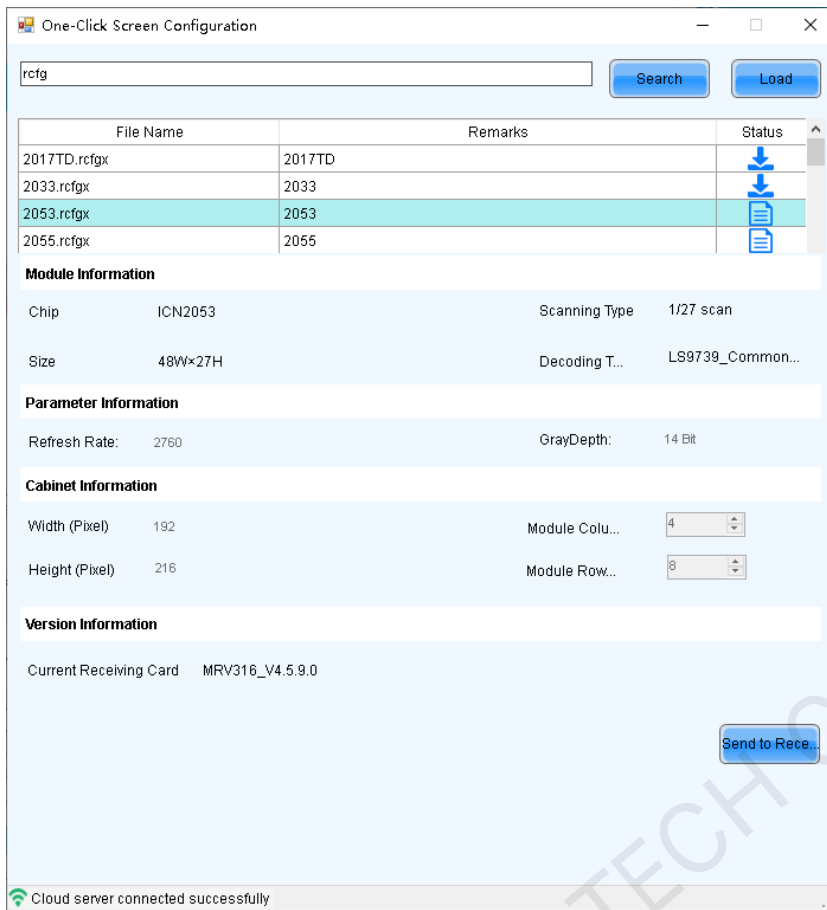 One-Click Screen Configuration
rcfg Search Load
File Name Remarks Status
2017TD.rcfgx 2017TD
2033.rcfgx 2033
2053.rcfgx 2053
2055.rcfgx 2055
Module Information
Chip ICN2053 Scanning Type 1/27 scan
Size 48W×27H Decoding T... LS9739_Common...
Parameter Information
Refresh Rate: 2760 GrayDepth: 14 Bit
Cabinet Information
Width (Pixel) 192 Module Colu... 4
Height (Pixel) 216 Module Row... 8
Version Information
Current Receiving Card MRV316_V4.5.9.0
Send to Rece...
TECH
Cloud server connected successfully